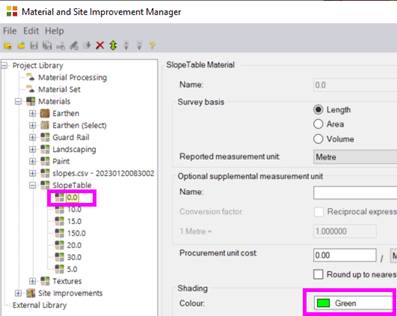 Material and Site Improvement Manager
File Edit Help
Project Library
Material Processing
Material Set
Materials
Earthen
Earthen (Select)
Guard Rail
Landscaping
Paint
slopes.csv - 20230120083002
SlopeTable
0.0
10.0
15.0
150.0
20.0
30.0
5.0
Textures
Site Improvements
External Library
SlopeTable Material
Name: 0.0
Survey basis
Length
Area
Volume
Reported measurement unit: Metre
Optional supplemental measurement unit
Name:
Conversion factor Reciprocal express
1 Metre = 1.000000
Procurement unit cost: 0.00 / M
Round up to nearest
Shading
Colour: Green